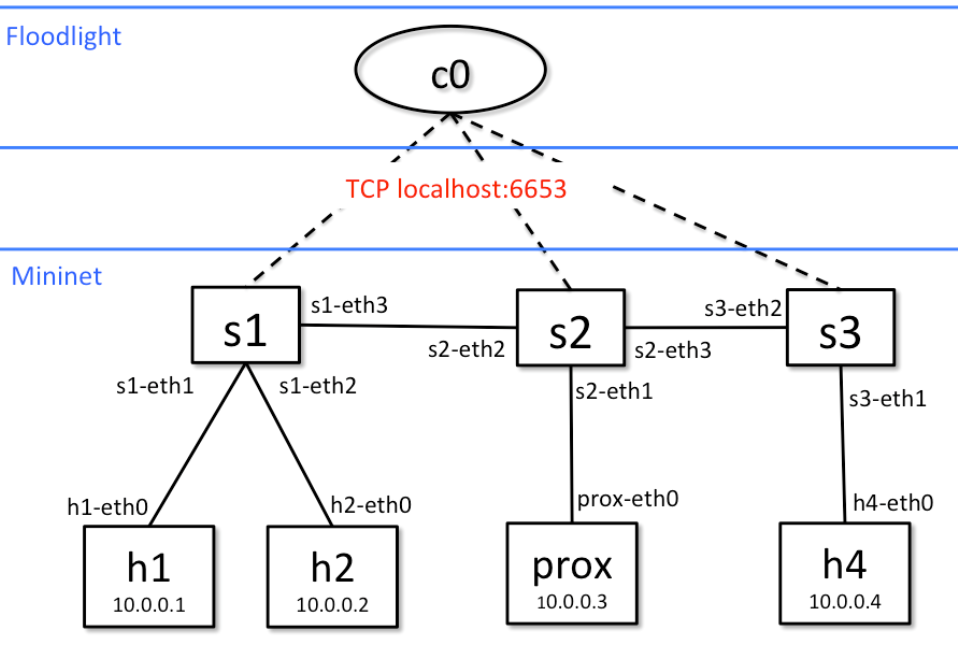 Floodlight
c0
TCP localhost:6653
Mininet
s1-eth3
s3-eth2
s1
s2
s3
s2-eth2
s2-eth3
s1-eth1
s1-eth2
s2-eth1
s3-eth1
h1-eth0
h2-eth0
prox-eth0
h4-eth0
h1
10.0.0.1
h2
10.0.0.2
prox
10.0.0.3
h4
10.0.0.4